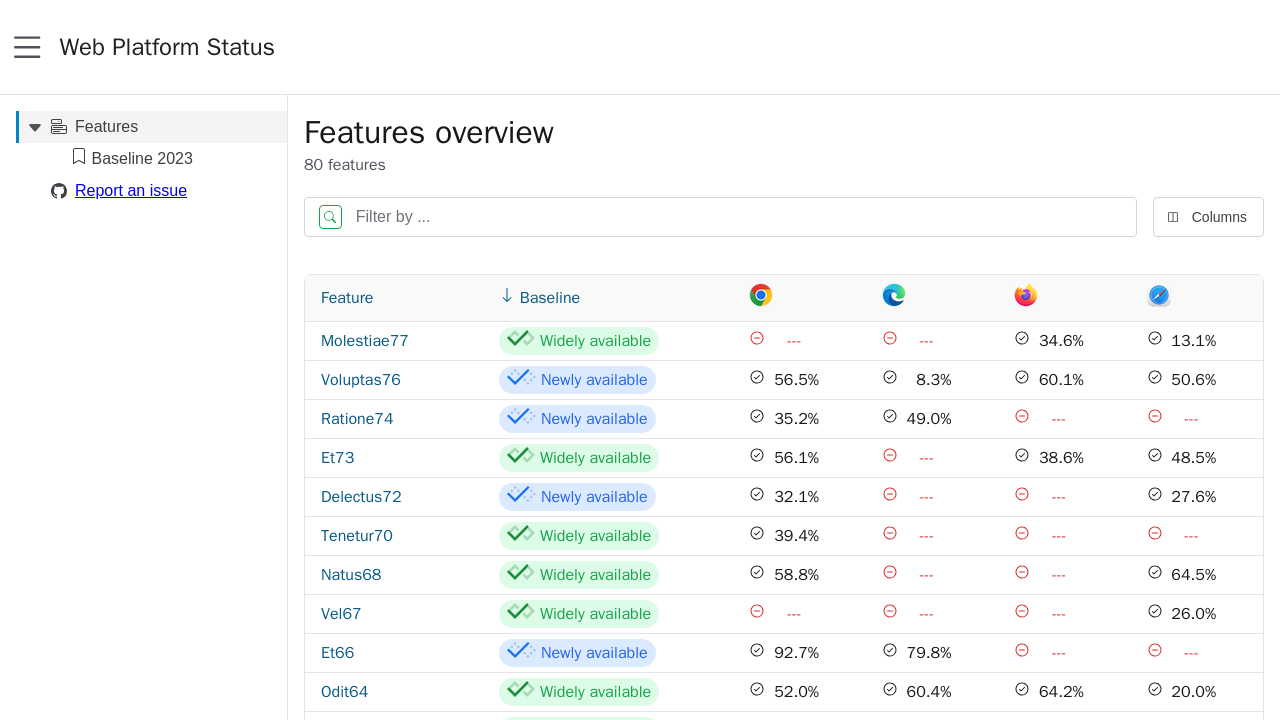 Web Platform Status
Features
Baseline 2023
Report an issue
Features overview
80 features
Filter by ...
Columns
Feature Baseline
Molestiae77 Widely available --- --- 34.6% 13.1%
Voluptas76 Newly available 56.5% 8.3% 60.1% 50.6%
Ratione74 Newly available 35.2% 49.0% --- ---
Et73 Widely available 56.1% --- 38.6% 48.5%
Delectus72 Newly available 32.1% --- --- 27.6%
Tenetur70 Widely available 39.4% --- --- ---
Natus68 Widely available 58.8% --- --- 64.5%
Vel67 Widely available --- --- --- 26.0%
Et66 Newly available 92.7% 79.8% --- ---
Odit64 Widely available 52.0% 60.4% 64.2% 20.0%